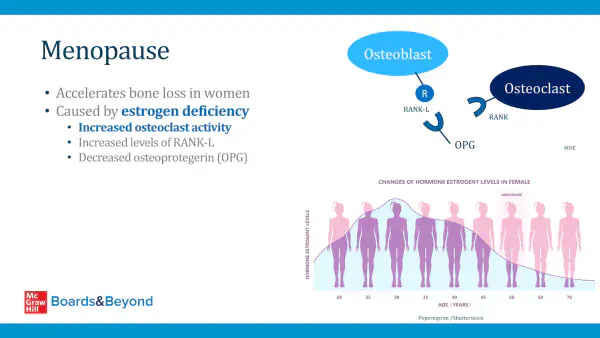 Menopause
• Accelerates bone loss in women
• Caused by estrogen deficiency
• Increased osteoclast activity
• Increased levels of RANK-L
• Decreased osteoprotegerin (OPG)
Osteoblast
R
RANK-L
Osteoclast
RANK
OPG
MHE
CHANGES OF HORMONE ESTROGENT LEVELS IN FEMALE
HORMONE ESTROGENT LEVELS
20 25 30 35 40 45 50 60 70
AGE (YEARS)
Peperegrine /Shutterstock
Mc
Graw
Hill
Boards&Beyond